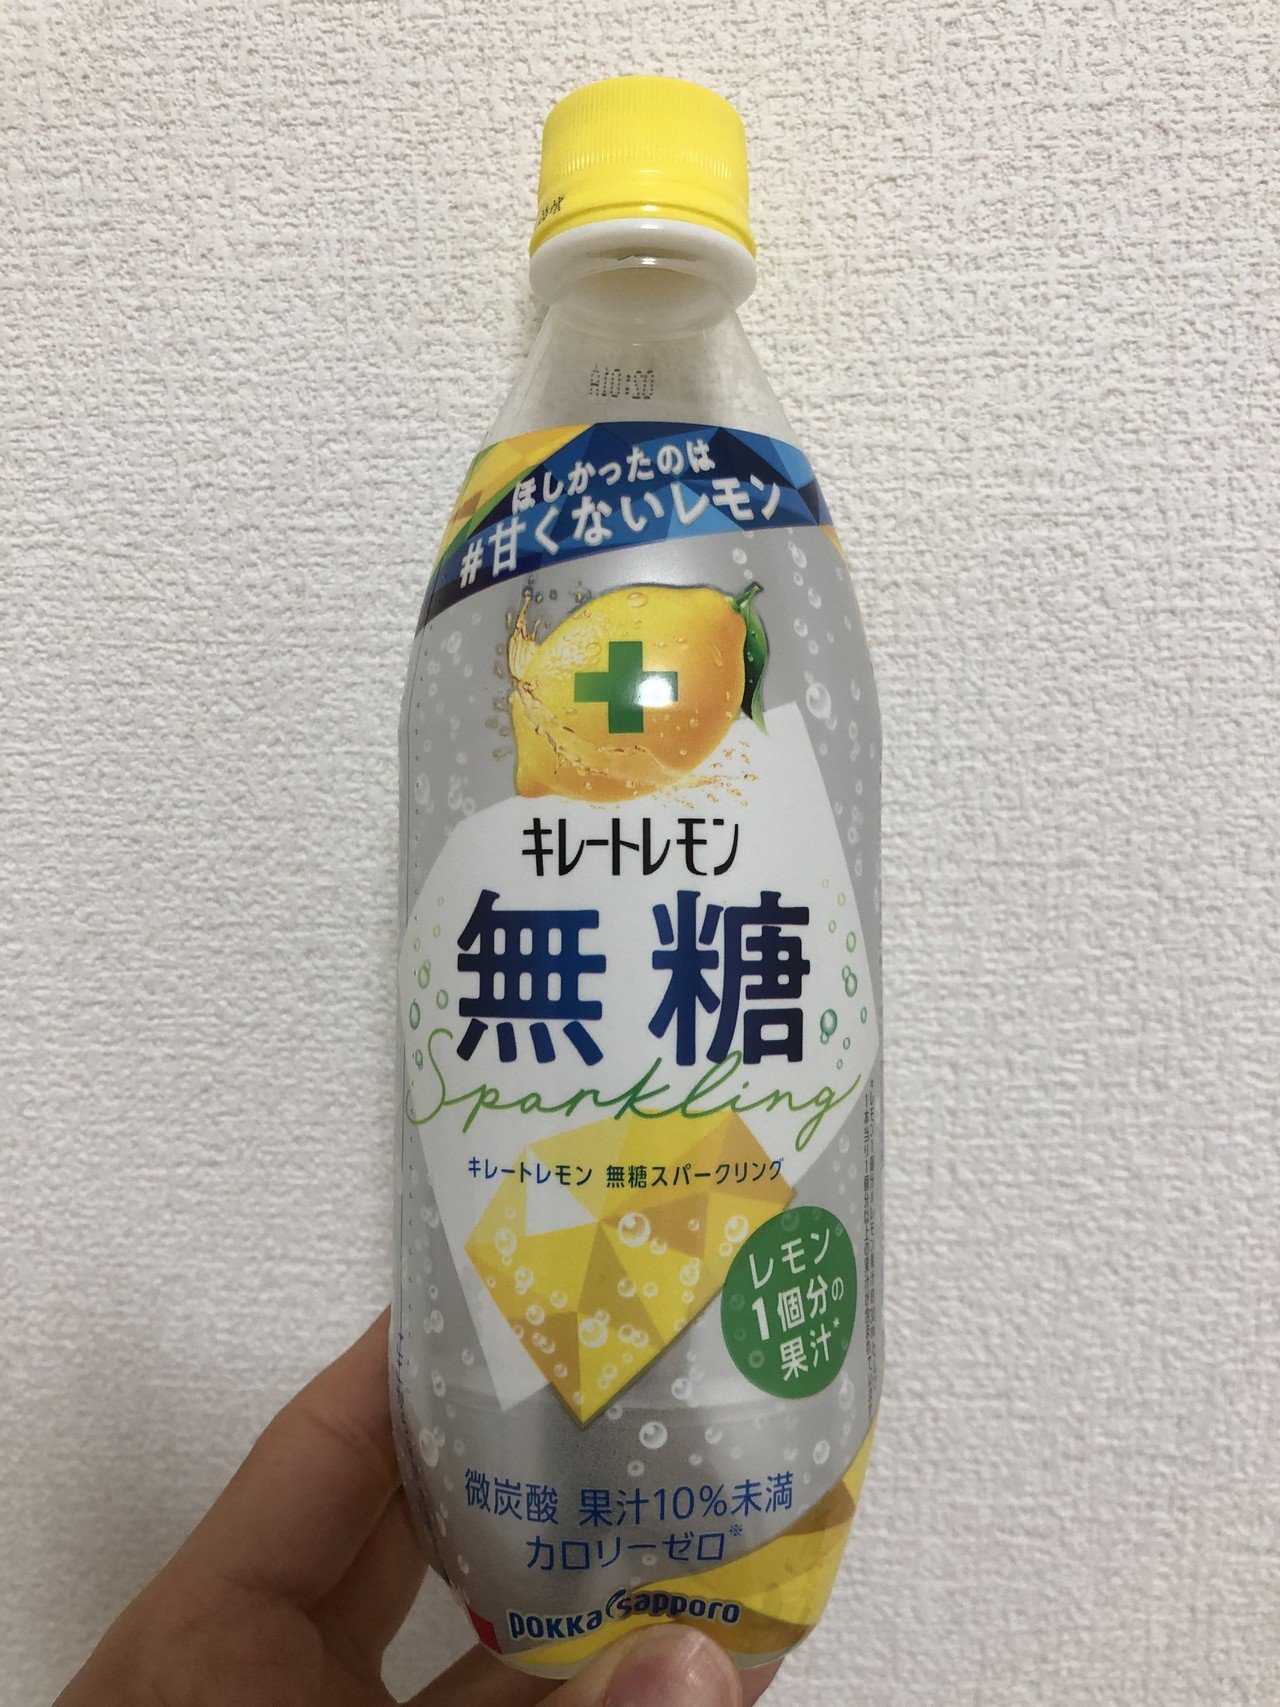 02:01A
ほしかったのは
#甘くないレモン
キレートレモン
無糖
Sparkling
キレートレモン 無糖スパークリング
レモン
1個分の
果汁*
微炭酸 果汁10%未満
カロリーゼロ※
pokka sapporo